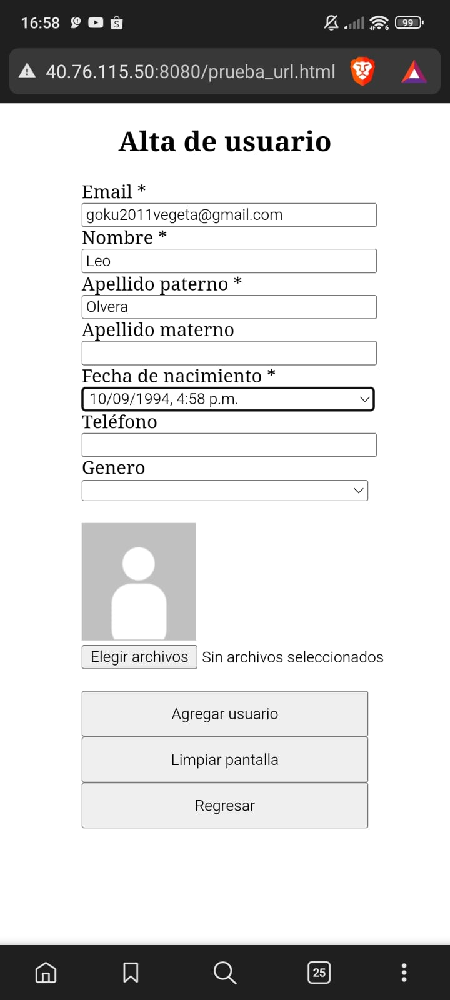 16:58
99
40.76.115.50:8080/prueba_url.html
Alta de usuario
Email *
goku2011vegeta@gmail.com
Nombre *
Leo
Apellido paterno *
Olvera
Apellido materno
Fecha de nacimiento *
10/09/1994, 4:58 p.m.
Teléfono
Genero
Elegir archivos Sin archivos seleccionados
Agregar usuario
Limpiar pantalla
Regresar
25